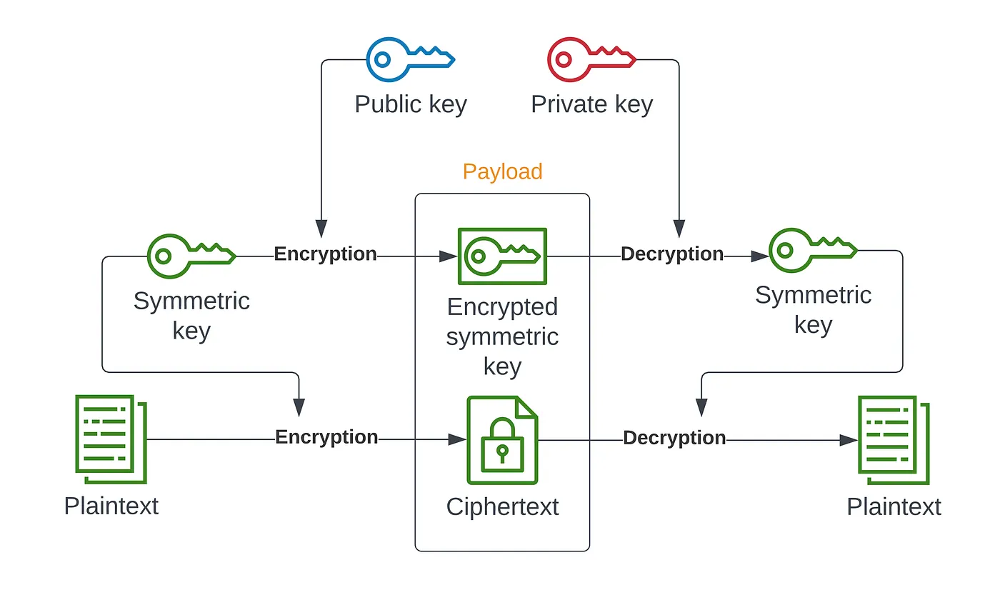 Public key
Private key
Payload
Encryption
Decryption
Symmetric
key
Encrypted
symmetric
key
Symmetric
key
Encryption
Decryption
Plaintext
Ciphertext
Plaintext